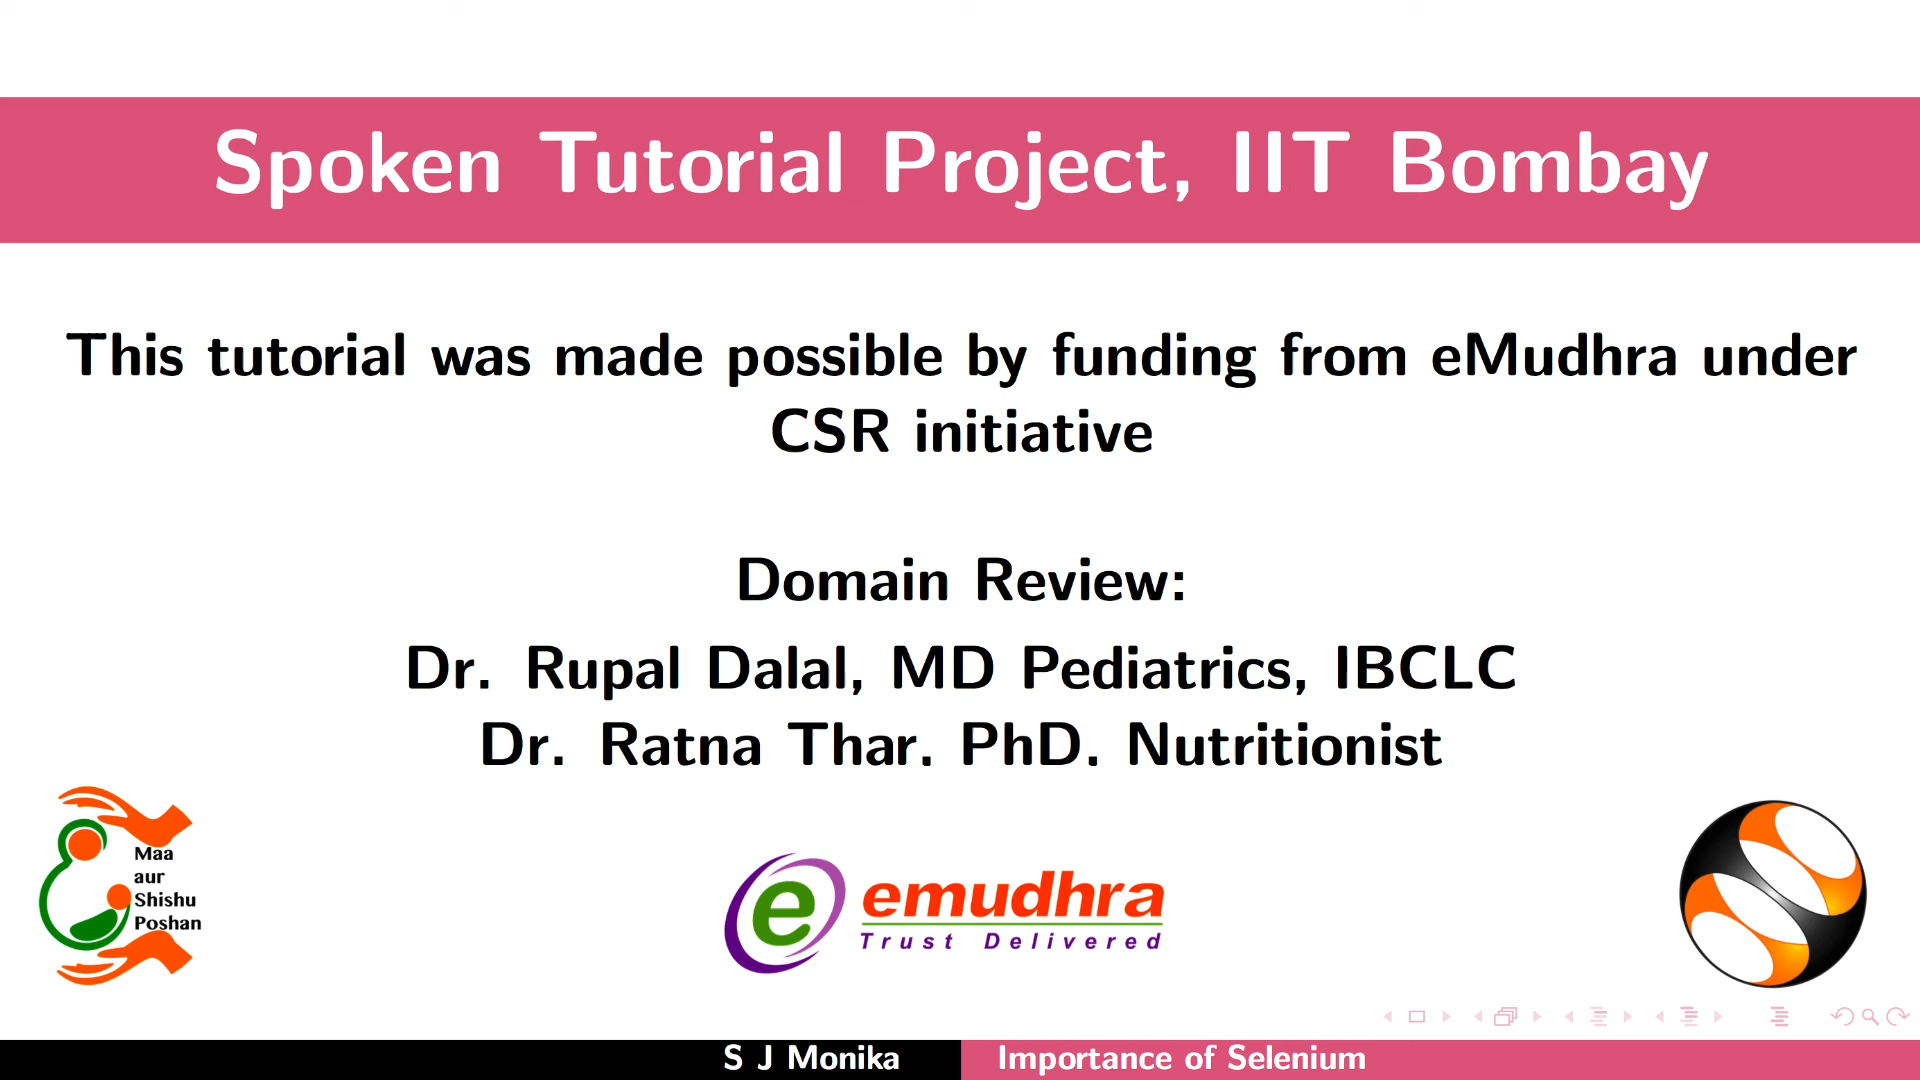 Spoken Tutorial Project, IIT Bombay
This tutorial was made possible by funding from eMudhra under
CSR initiative
Domain Review:
Dr. Rupal Dalal, MD Pediatrics, IBCLC
Dr. Ratna Thar. PhD. Nutritionist
Maa
aur
Shishu
Poshan
e emudhra
Trust Delivered
S J Monika
Importance of Selenium